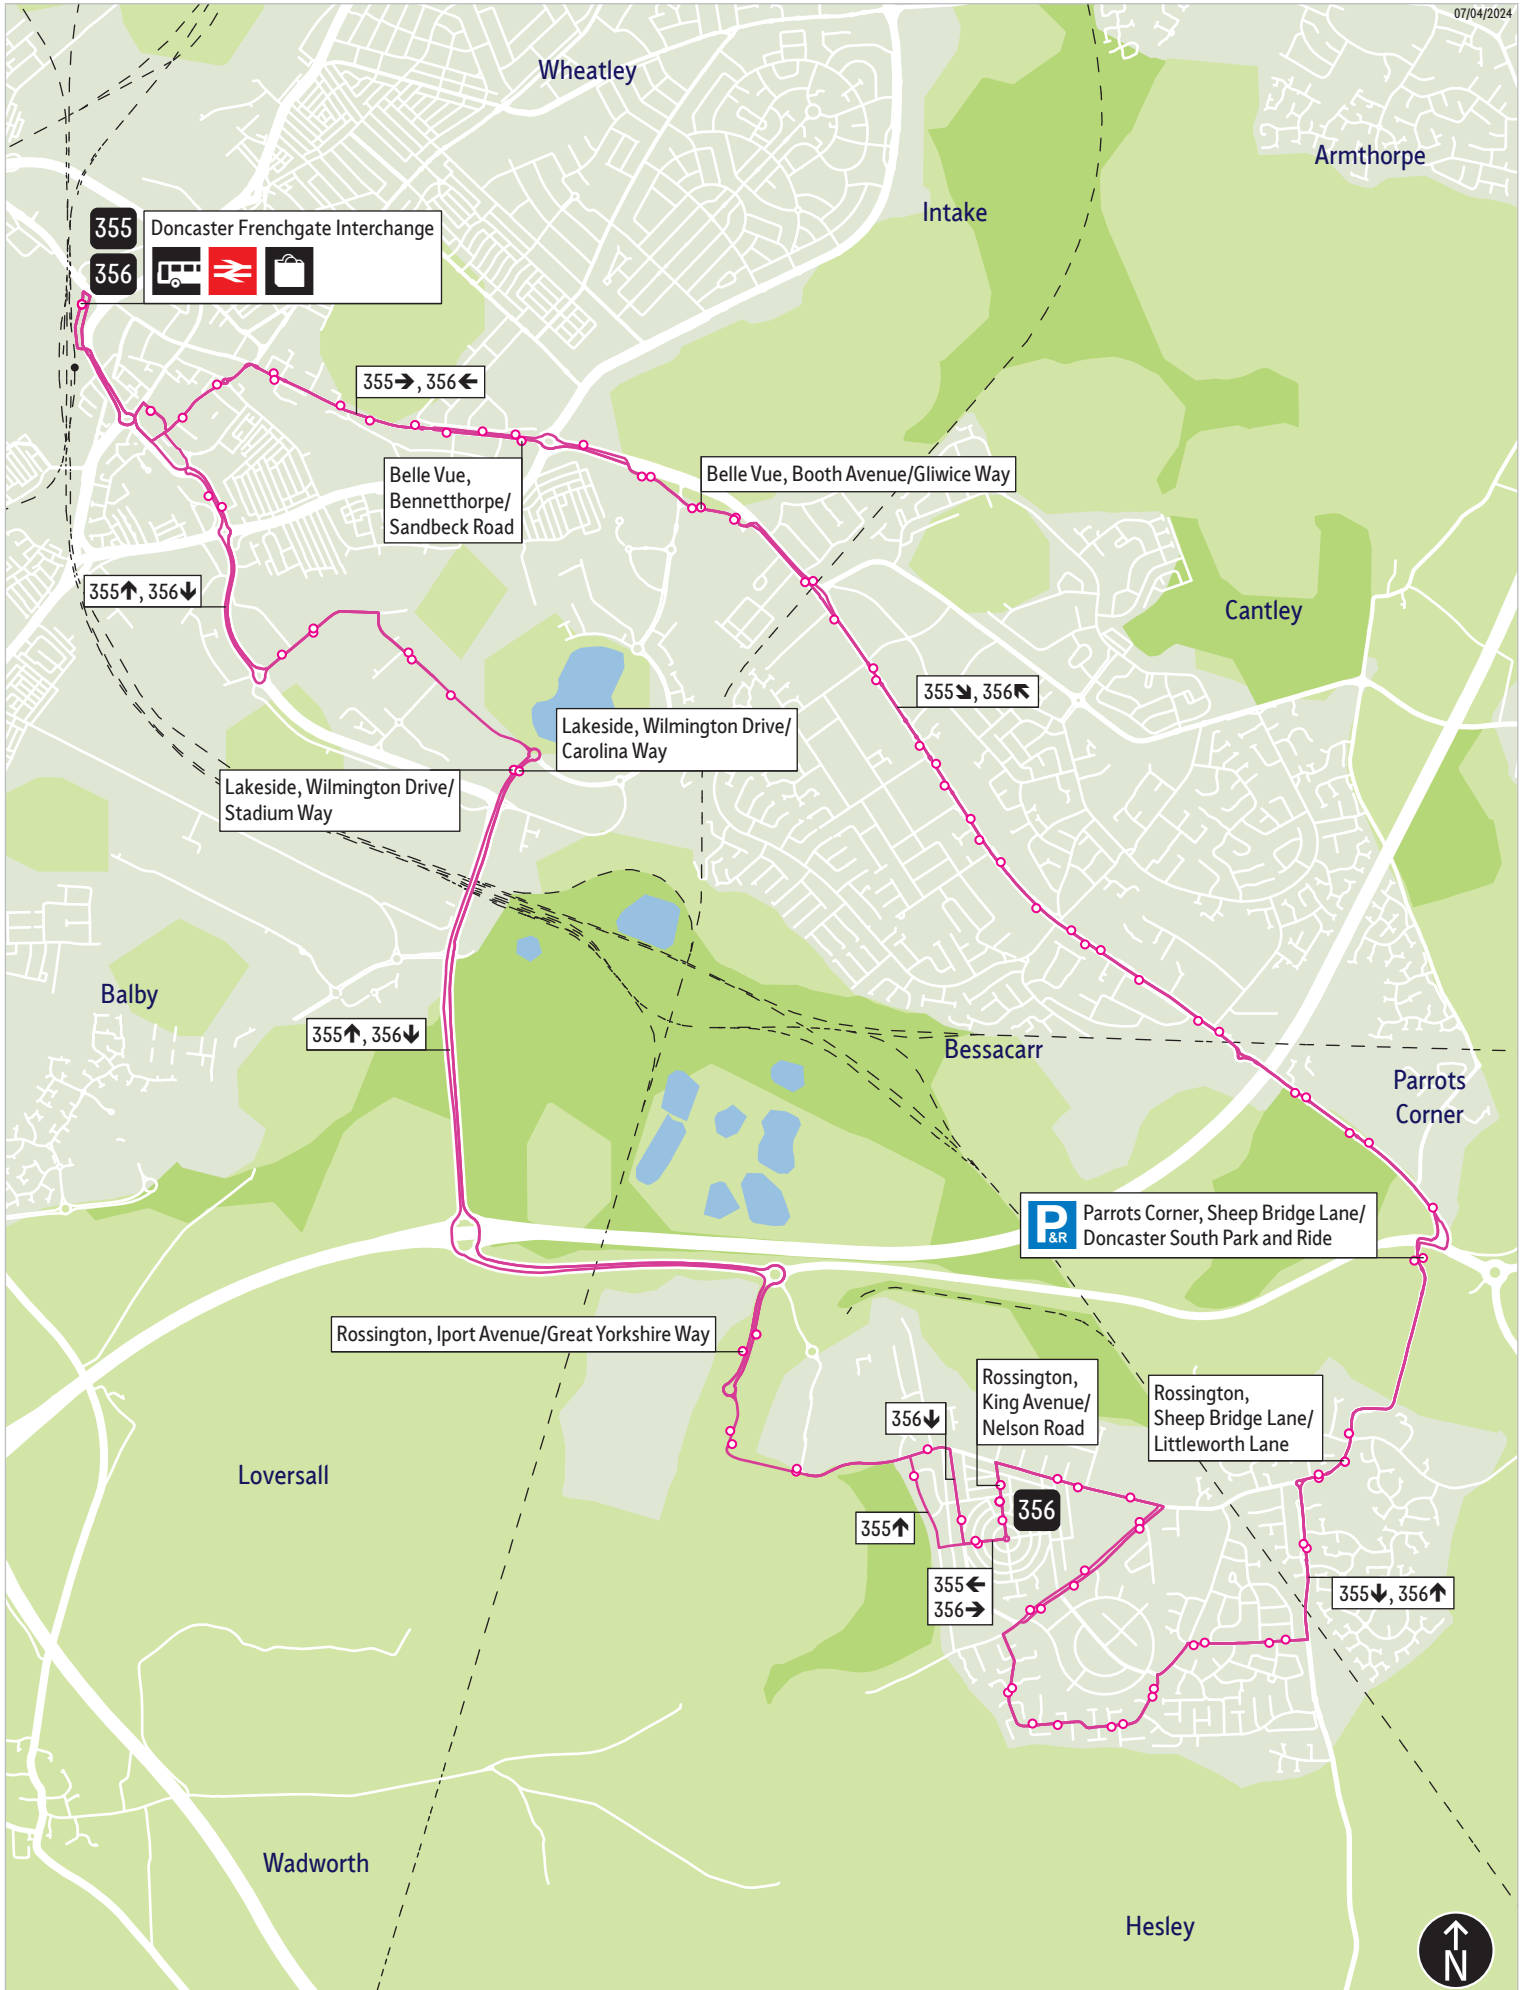 07/04/2024
Wheatley
Armthorpe
Intake
355
356
Doncaster Frenchgate Interchange
355→, 356←
Belle Vue,
Bennetthorpe/
Sandbeck Road
Belle Vue, Booth Avenue/Gliwice Way
355↑, 356↓
Cantley
355↘, 356↖
Lakeside, Wilmington Drive/
Carolina Way
Lakeside, Wilmington Drive/
Stadium Way
Balby
355↑, 356↓
Bessacarr
Parrots
Corner
P&R
Parrots Corner, Sheep Bridge Lane/
Doncaster South Park and Ride
Rossington, Iport Avenue/Great Yorkshire Way
Rossington,
King Avenue/
Nelson Road
Rossington,
Sheep Bridge Lane/
Littleworth Lane
356↓
Loversall
356
355↑
355←
356→
355↓, 356↑
Wadworth
Hesley
N